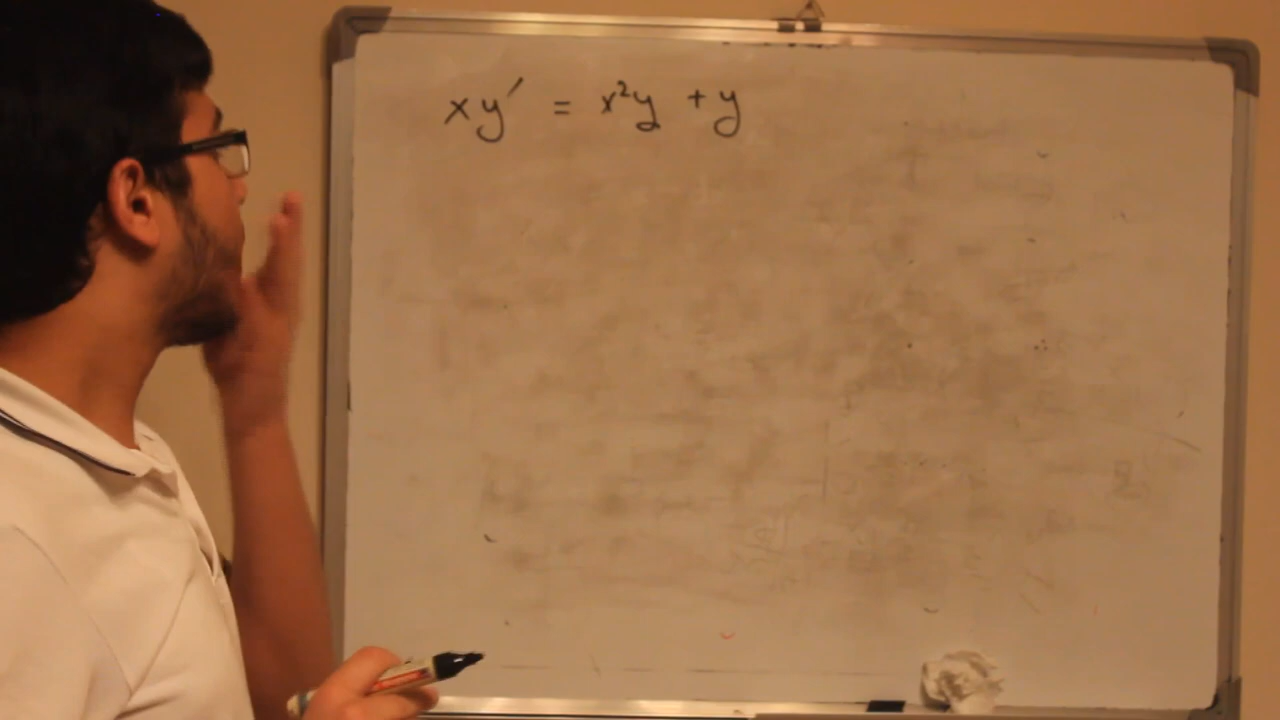 xy′ = x²y + y